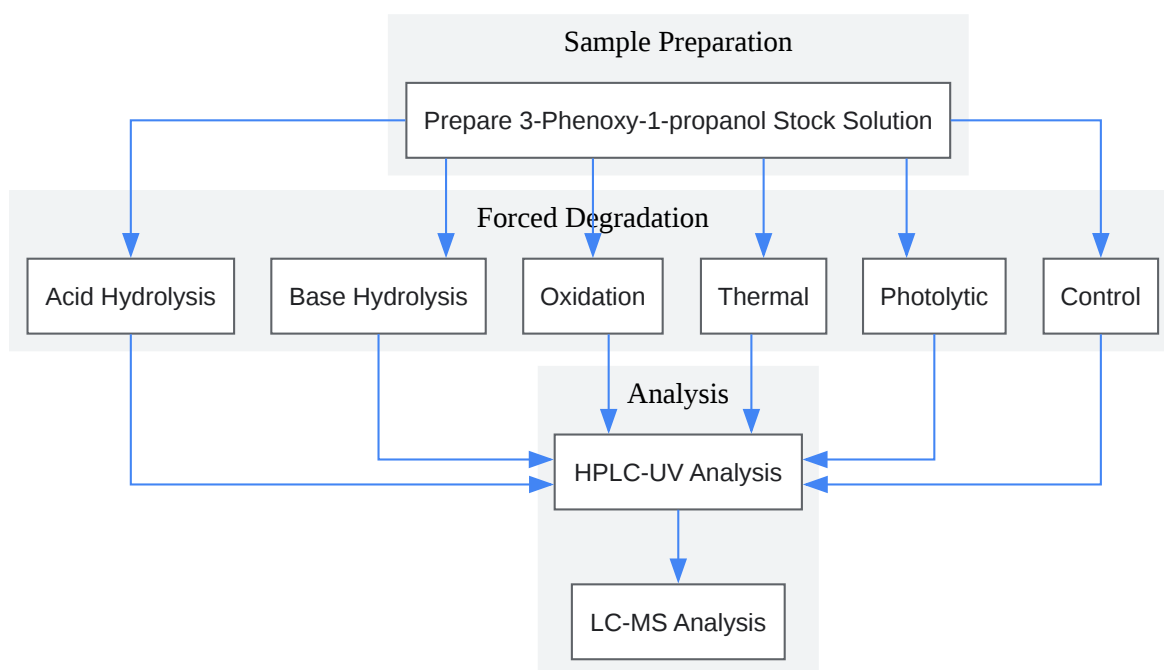 Sample Preparation
Prepare 3-Phenoxy-1-propanol Stock Solution
Forced Degradation
Acid Hydrolysis
Base Hydrolysis
Oxidation
Thermal
Photolytic
Control
Analysis
HPLC-UV Analysis
LC-MS Analysis